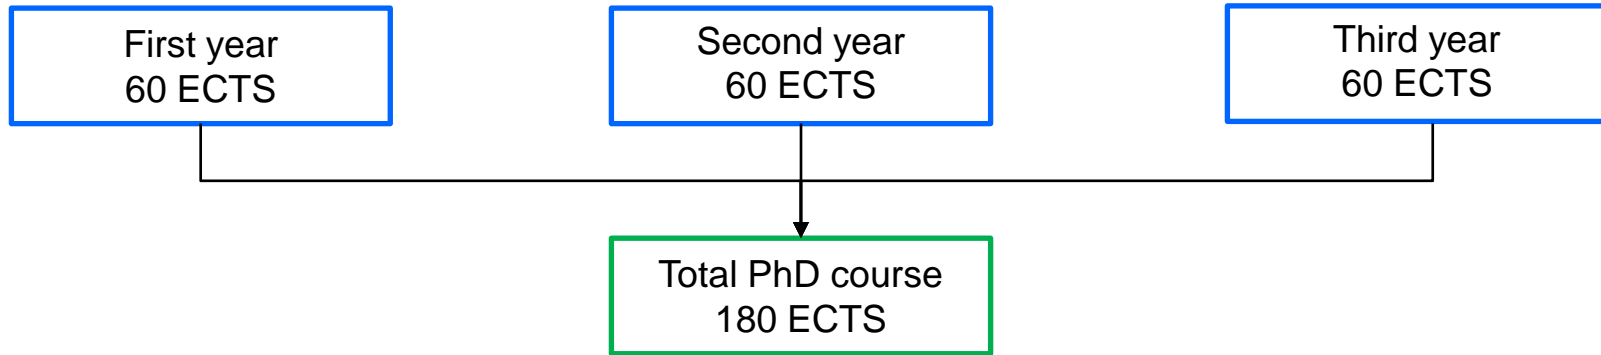 First year
60 ECTS
Second year
60 ECTS
Third year
60 ECTS
Total PhD course
180 ECTS